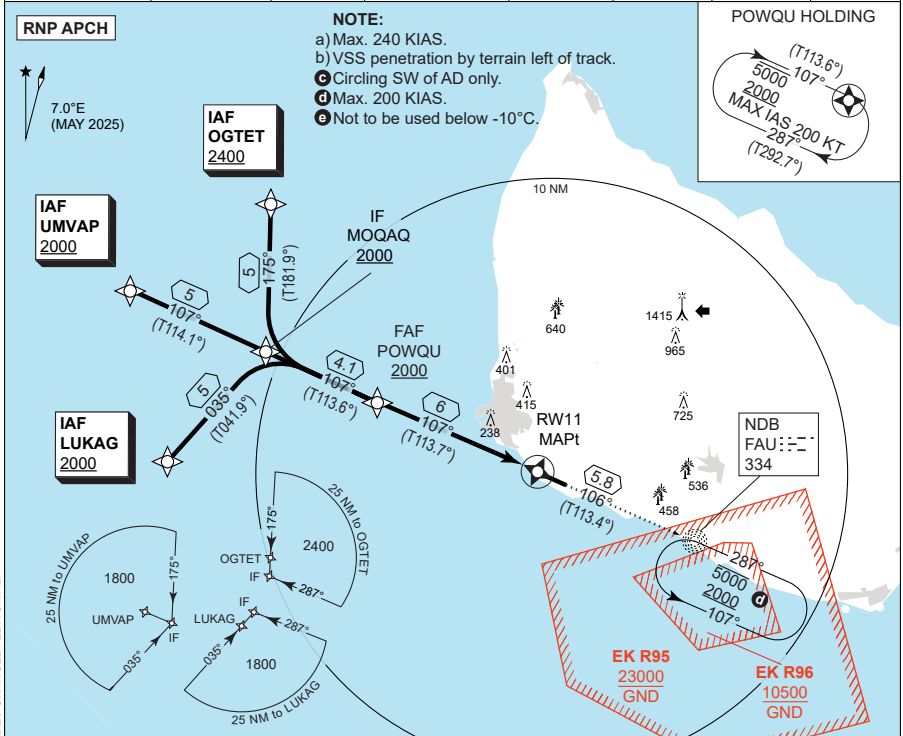 RNP APCH
7.0°E
(MAY 2025)
NOTE:
a) Max. 240 KIAS.
b) VSS penetration by terrain left of track.
c Circling SW of AD only.
d Max. 200 KIAS.
e Not to be used below -10°C.
POWQU HOLDING
(T113.6°)
107°
5000
2000
MAX IAS 200 KT
287°
(T292.7°)
IAF
OGTET
2400
IAF
UMVAP
2000
IF
MOQAQ
2000
10 NM
5
175°
(T181.9°)
5
107°
(T114.1°)
FAF
POWQU
2000
4.1
107°
(T113.6°)
5
035°
(T041.9°)
IAF
LUKAG
2000
6
107°
(T113.7°)
RW11
MAPt
5.8
106°
(T113.4°)
640
1415
965
401
415
238
725
536
458
NDB
FAU
334
287°
5000
2000
d
107°
EK R95
23000
GND
EK R96
10500
GND
25 NM to UMVAP
1800
175°
UMVAP
IF
035°
25 NM to OGTET
175°
2400
OGTET
IF
287°
IF
LUKAG
287°
035°
1800
25 NM to LUKAG